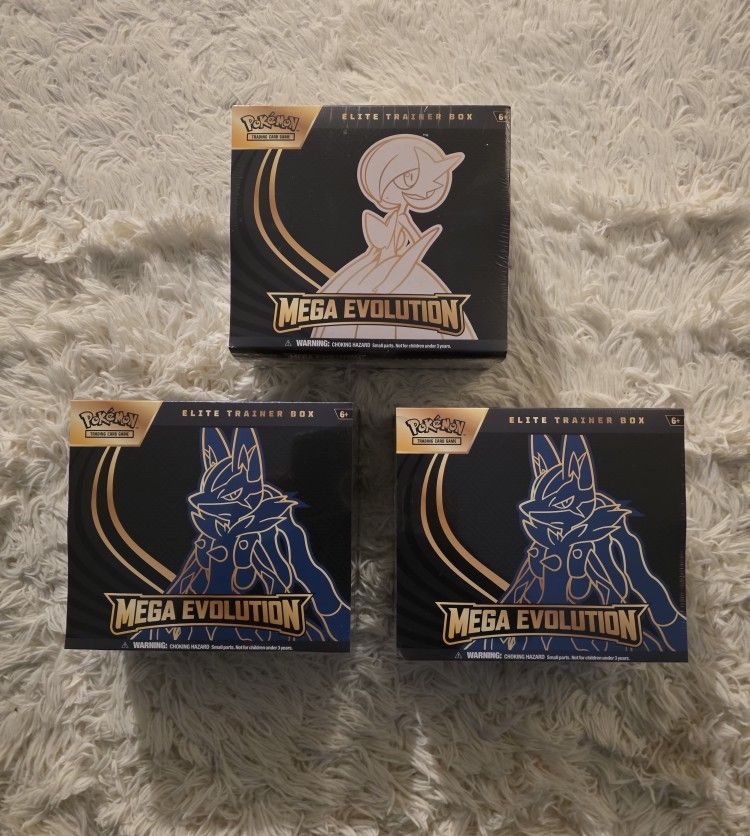 Pokémon
TRADING CARD GAME
ELITE TRAINER BOX
6+
MEGA EVOLUTION
⚠ WARNING: CHOKING HAZARD Small parts. Not for children under 3 years.
Pokémon
TRADING CARD GAME
ELITE TRAINER BOX
6+
MEGA EVOLUTION
⚠ WARNING: CHOKING HAZARD Small parts. Not for children under 3 years.
Pokémon
TRADING CARD GAME
ELITE TRAINER BOX
6+
MEGA EVOLUTION
⚠ WARNING: CHOKING HAZARD Small parts. Not for children under 3 years.